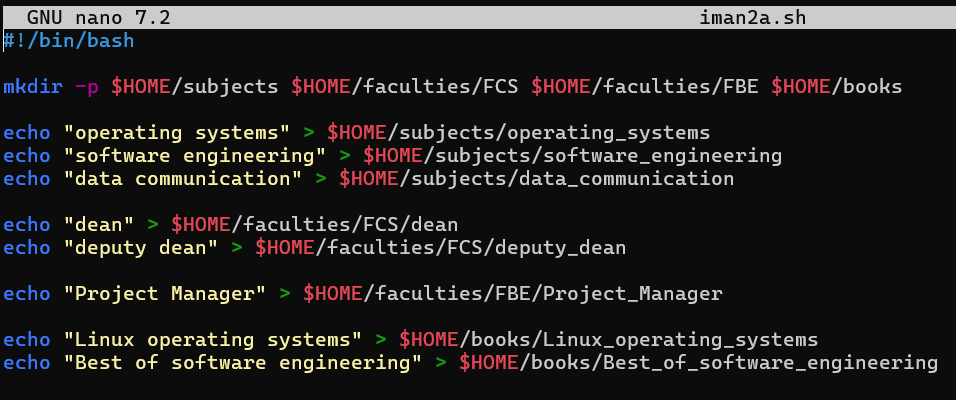 GNU nano 7.2 iman2a.sh
#!/bin/bash
mkdir -p $HOME/subjects $HOME/faculties/FCS $HOME/faculties/FBE $HOME/books
echo "operating systems" > $HOME/subjects/operating_systems
echo "software engineering" > $HOME/subjects/software_engineering
echo "data communication" > $HOME/subjects/data_communication
echo "dean" > $HOME/faculties/FCS/dean
echo "deputy dean" > $HOME/faculties/FCS/deputy_dean
echo "Project Manager" > $HOME/faculties/FBE/Project_Manager
echo "Linux operating systems" > $HOME/books/Linux_operating_systems
echo "Best of software engineering" > $HOME/books/Best_of_software_engineering